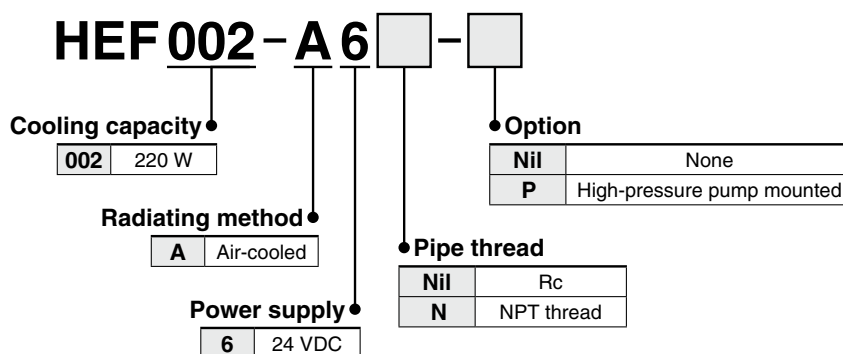 HEF 002 - A 6 -
Cooling capacity
002 220 W
Option
Nil None
P High-pressure pump mounted
Radiating method
A Air-cooled
Pipe thread
Nil Rc
N NPT thread
Power supply
6 24 VDC